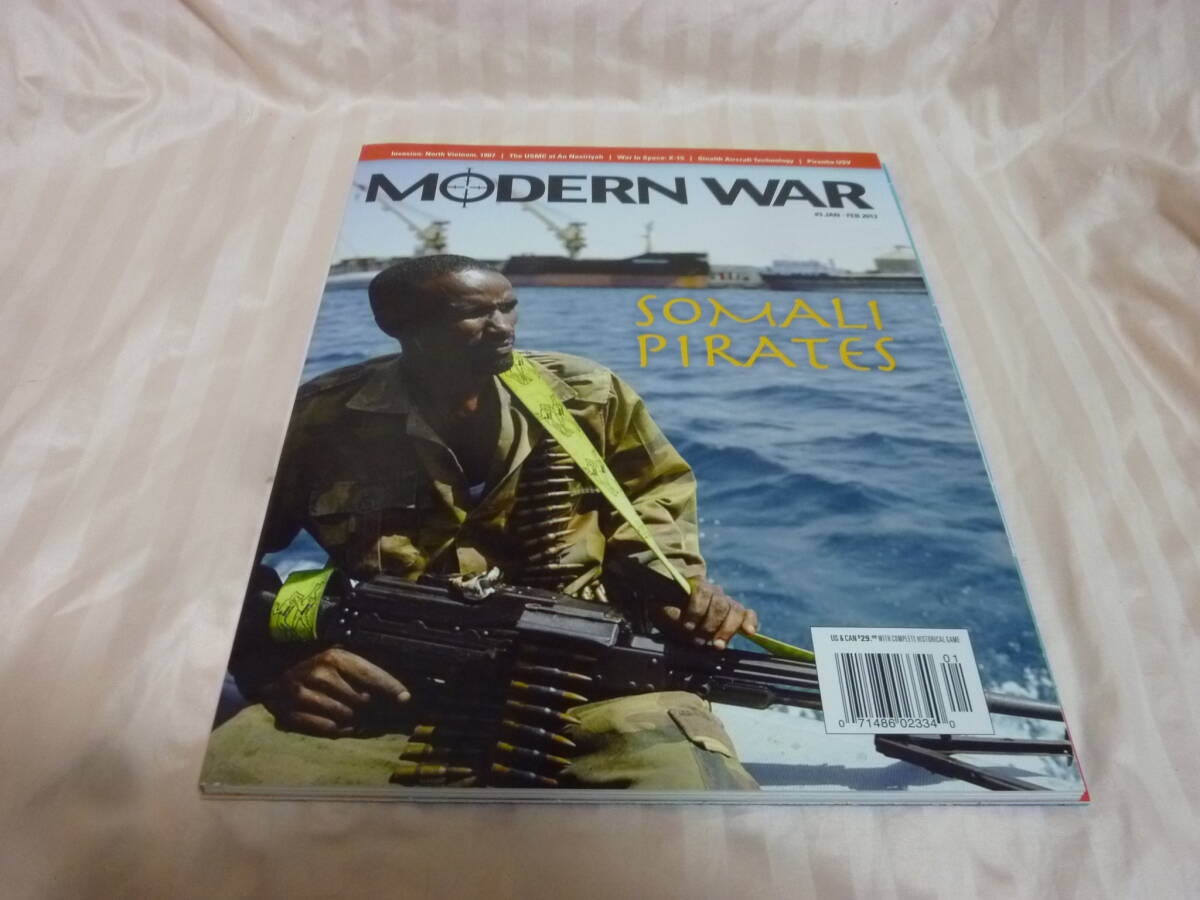 Invasion: North Vietnam, 1967 | The USMC at An Nasiriyah | War in Space: X-15 | Stealth Aircraft Technology | Piranha USV
MODERN WAR
#3 JAN - FEB 2013
SOMALI
PIRATES
US & CAN $29.99 WITH COMPLETE HISTORICAL GAME
01
0 71486 02334 0